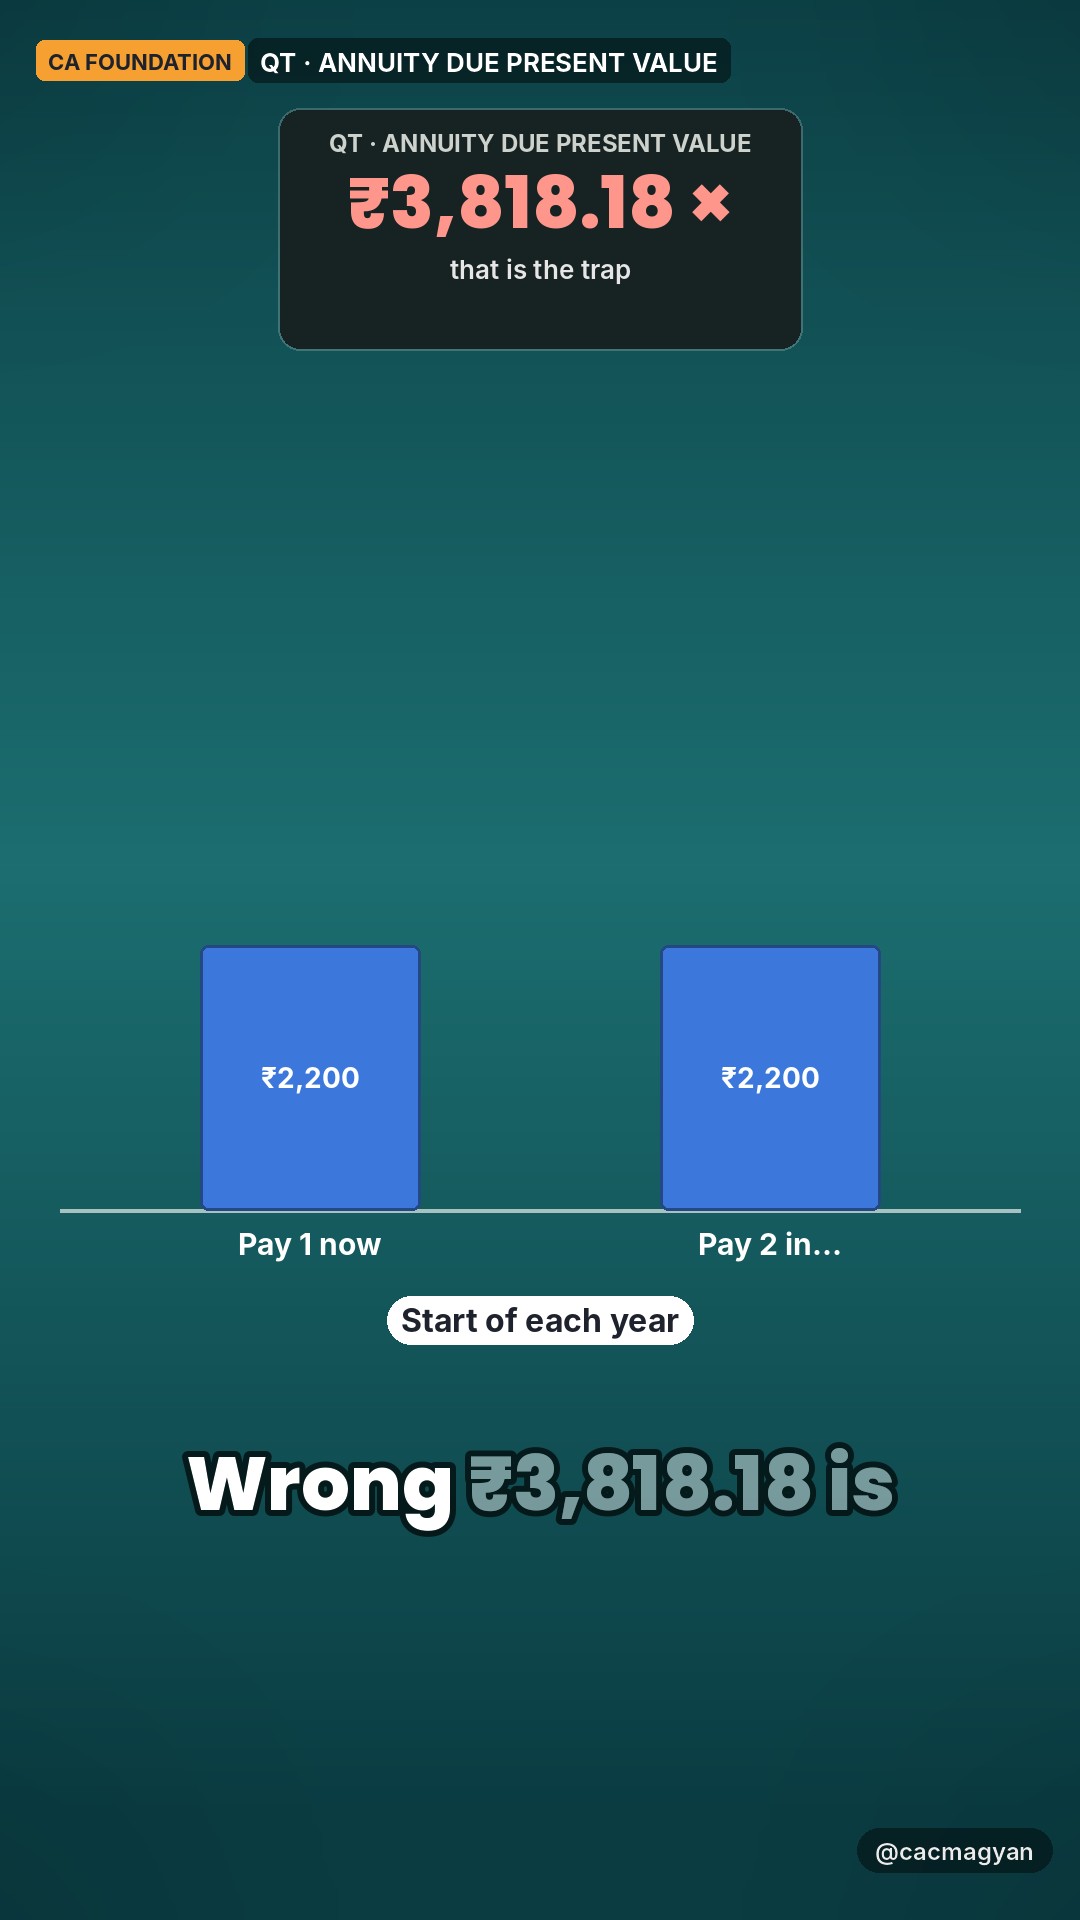 CA FOUNDATION QT · ANNUITY DUE PRESENT VALUE
QT · ANNUITY DUE PRESENT VALUE
₹3,818.18 ×
that is the trap
₹2,200 ₹2,200
Pay 1 now Pay 2 in...
Start of each year
Wrong ₹3,818.18 is
@cacmagyan